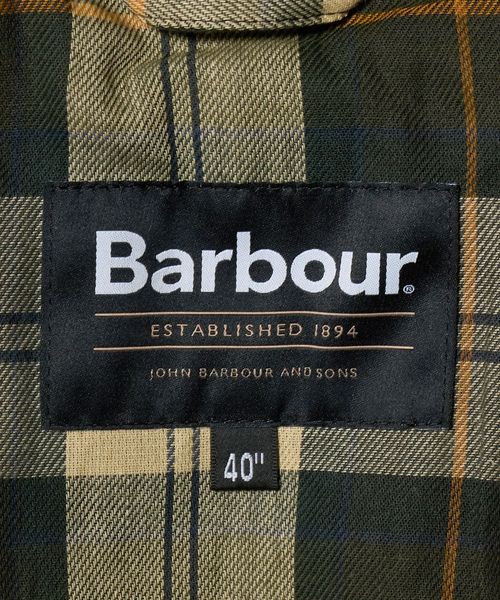 Barbour®
ESTABLISHED 1894
JOHN BARBOUR AND SONS
40"